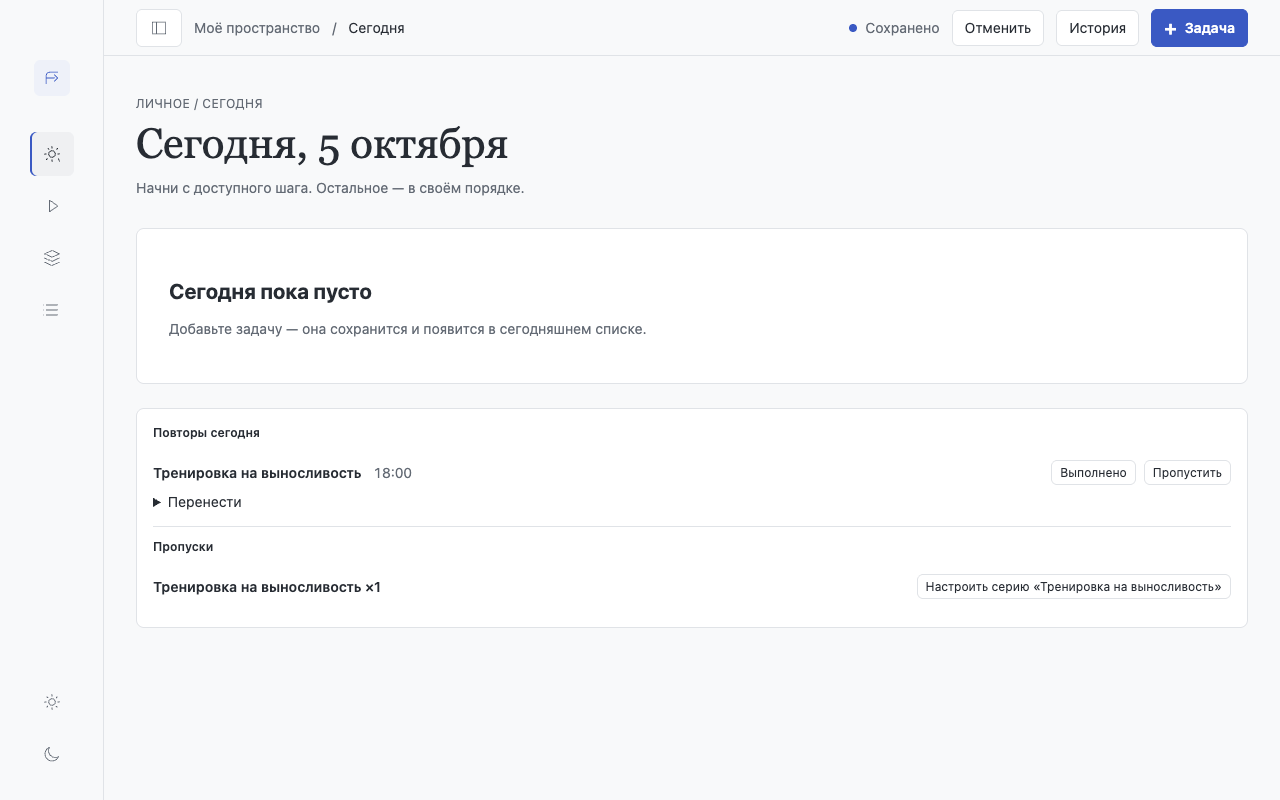 Моё пространство / Сегодня
Сохранено
Отменить
История
+ Задача
ЛИЧНОЕ / СЕГОДНЯ
Сегодня, 5 октября
Начни с доступного шага. Остальное — в своём порядке.
Сегодня пока пусто
Добавьте задачу — она сохранится и появится в сегодняшнем списке.
Повторы сегодня
Тренировка на выносливость 18:00
Выполнено
Пропустить
Перенести
Пропуски
Тренировка на выносливость ×1
Настроить серию «Тренировка на выносливость»